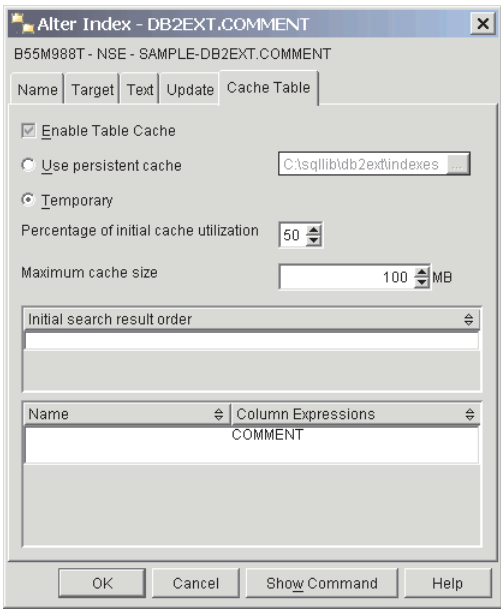 Alter Index - DB2EXT.COMMENT
B55M988T - NSE - SAMPLE-DB2EXT.COMMENT
Name Target Text Update Cache Table
Enable Table Cache
Use persistent cache C:\sqllib\db2ext\indexes ...
Temporary
Percentage of initial cache utilization 50
Maximum cache size 100 MB
Initial search result order
Name Column Expressions
COMMENT
OK Cancel Show Command Help